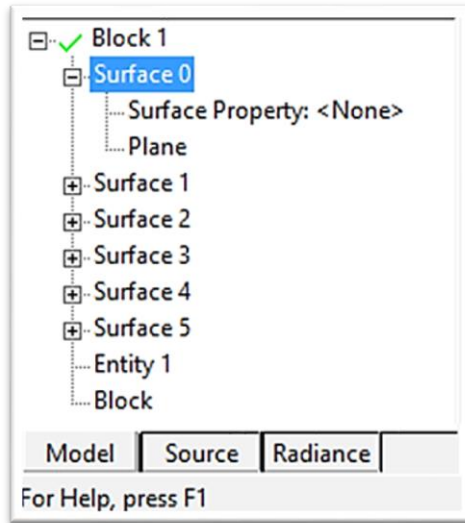 Block 1
Surface 0
Surface Property: <None>
Plane
Surface 1
Surface 2
Surface 3
Surface 4
Surface 5
Entity 1
Block
Model Source Radiance
For Help, press F1